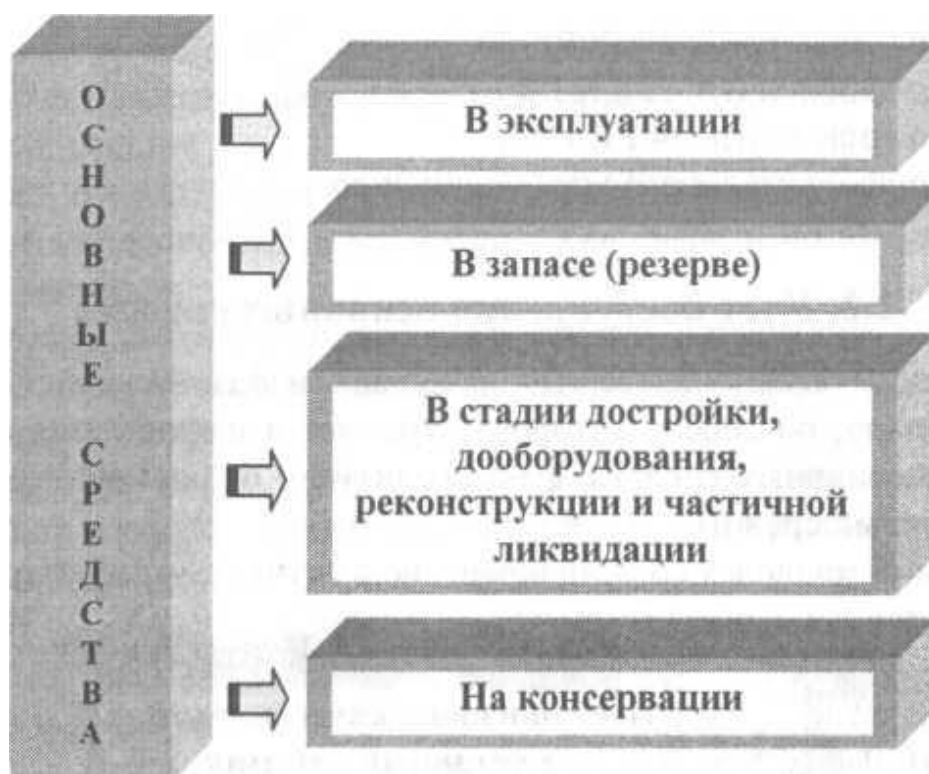 ОСНОВНЫЕ СРЕДСТВА
В эксплуатации
В запасе (резерве)
В стадии достройки,
дооборудования,
реконструкции и частичной
ликвидации
На консервации